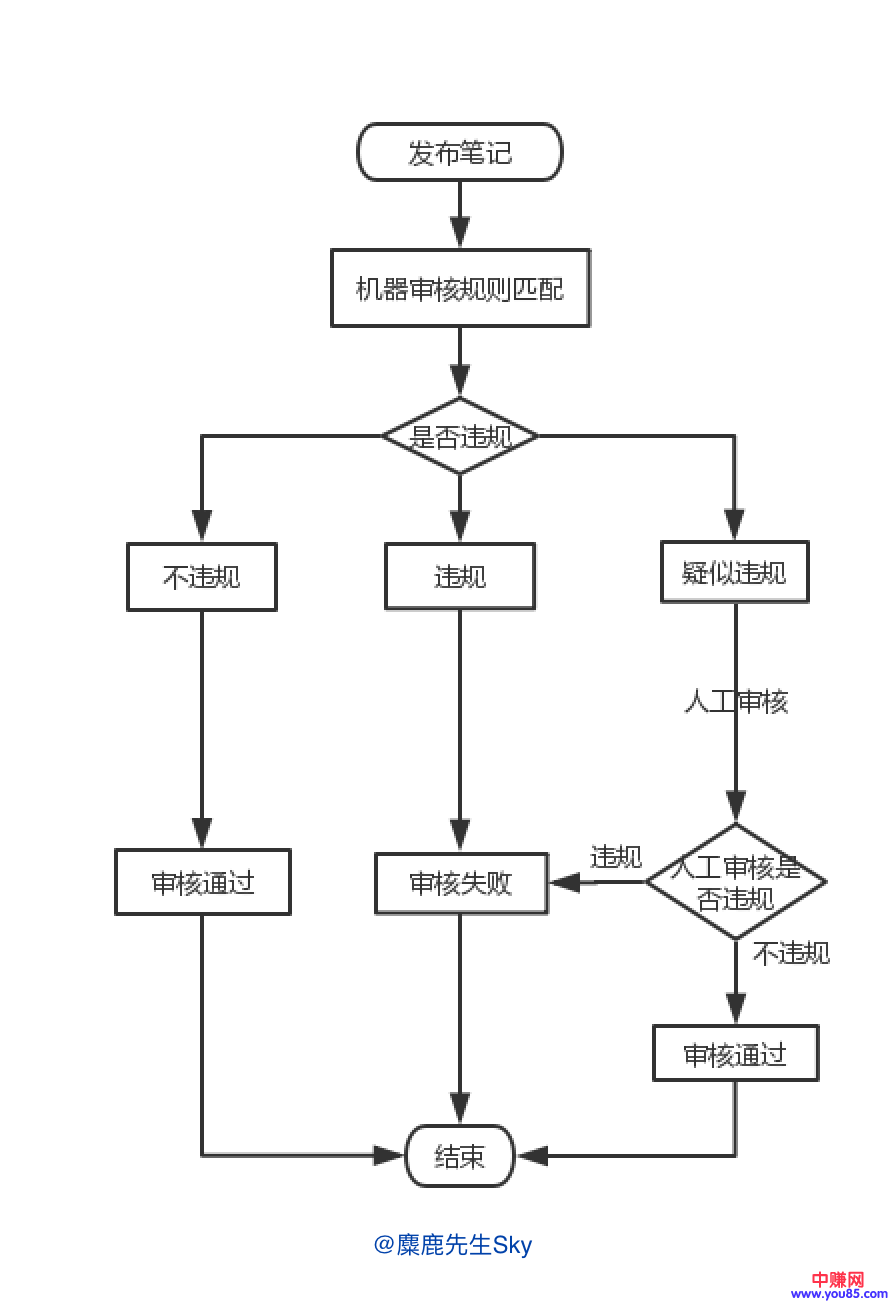 发布笔记
机器审核规则匹配
是否违规
不违规
违规
疑似违规
人工审核
违规
人工审核是
否违规
审核通过
审核失败
不违规
审核通过
结束
@麋鹿先生Sky
中赚网
www.you85.com